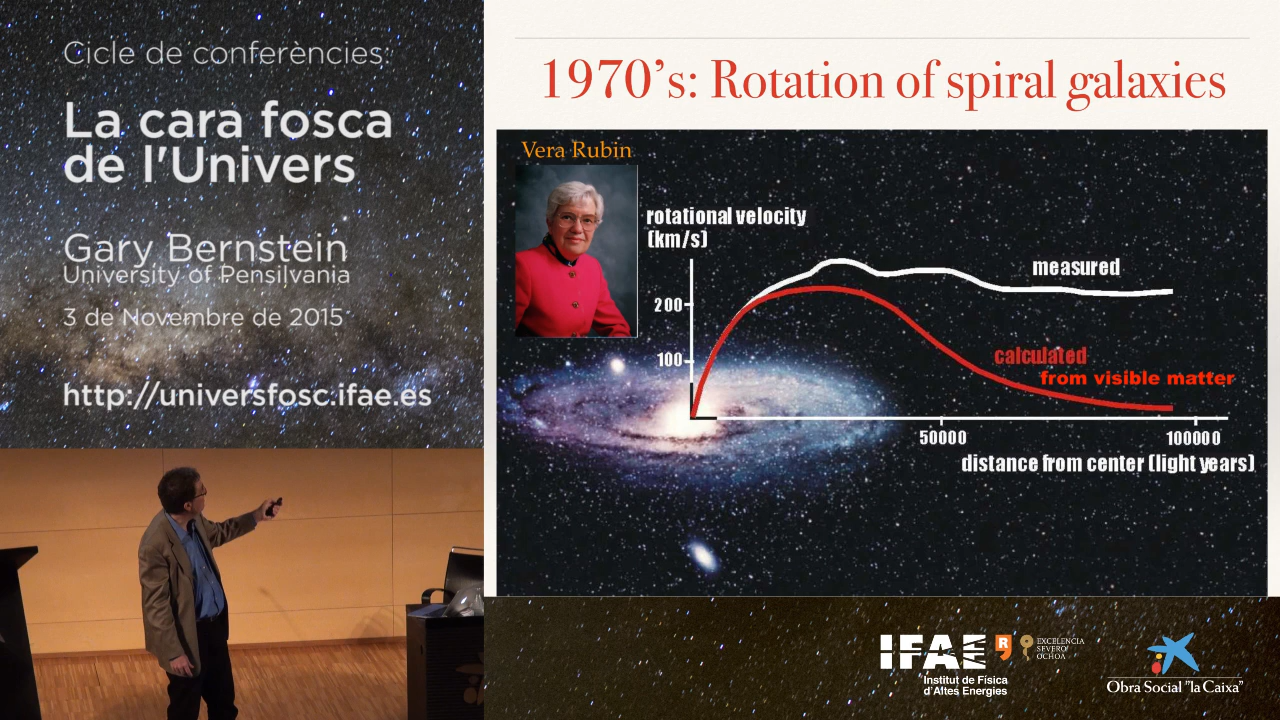 Cicle de conferències:
La cara fosca
de l'Univers
Gary Bernstein
University of Pensilvania
3 de Novembre de 2015
http://universfosc.ifae.es
1970's: Rotation of spiral galaxies
Vera Rubin
rotational velocity
(km/s)
measured
200
100
calculated
from visible matter
50000
100000
distance from center (light years)
IFAE
R
EXCELENCIA
SEVERO
OCHOA
Institut de Física
d'Altes Energies
Obra Social "la Caixa"